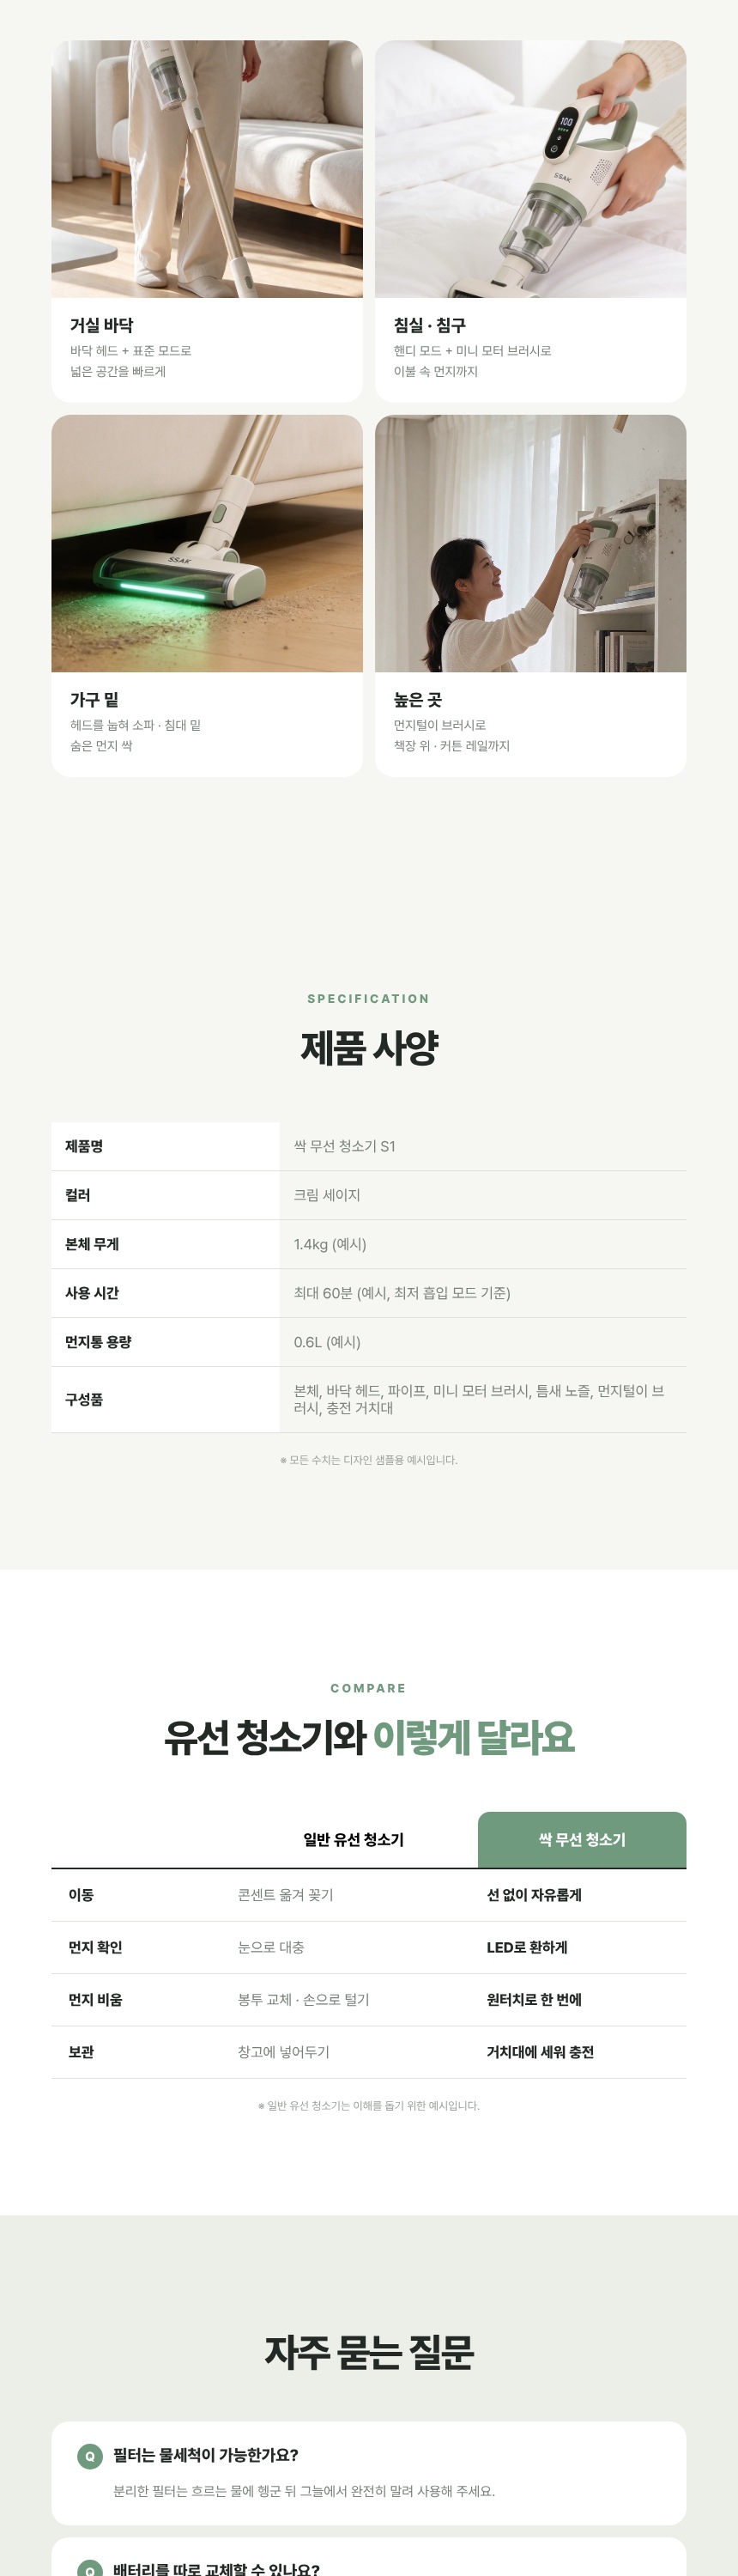 100
SSAK
거실 바닥
바닥 헤드 + 표준 모드로
넓은 공간을 빠르게
침실 · 침구
핸디 모드 + 미니 모터 브러시로
이불 속 먼지까지
SSAK
가구 밑
헤드를 눕혀 소파 · 침대 밑
숨은 먼지 싹
높은 곳
먼지털이 브러시로
책장 위 · 커튼 레일까지
SPECIFICATION
제품 사양
제품명 싹 무선 청소기 S1
컬러 크림 세이지
본체 무게 1.4kg (예시)
사용 시간 최대 60분 (예시, 최저 흡입 모드 기준)
먼지통 용량 0.6L (예시)
구성품 본체, 바닥 헤드, 파이프, 미니 모터 브러시, 틈새 노즐, 먼지털이 브
러시, 충전 거치대
※ 모든 수치는 디자인 샘플용 예시입니다.
COMPARE
유선 청소기와 이렇게 달라요
일반 유선 청소기 싹 무선 청소기
이동 콘센트 옮겨 꽂기 선 없이 자유롭게
먼지 확인 눈으로 대충 LED로 환하게
먼지 비움 봉투 교체 · 손으로 털기 원터치로 한 번에
보관 창고에 넣어두기 거치대에 세워 충전
※ 일반 유선 청소기는 이해를 돕기 위한 예시입니다.
자주 묻는 질문
Q 필터는 물세척이 가능한가요?
분리한 필터는 흐르는 물에 헹군 뒤 그늘에서 완전히 말려 사용해 주세요.
Q 배터리를 따로 교체할 수 있나요?